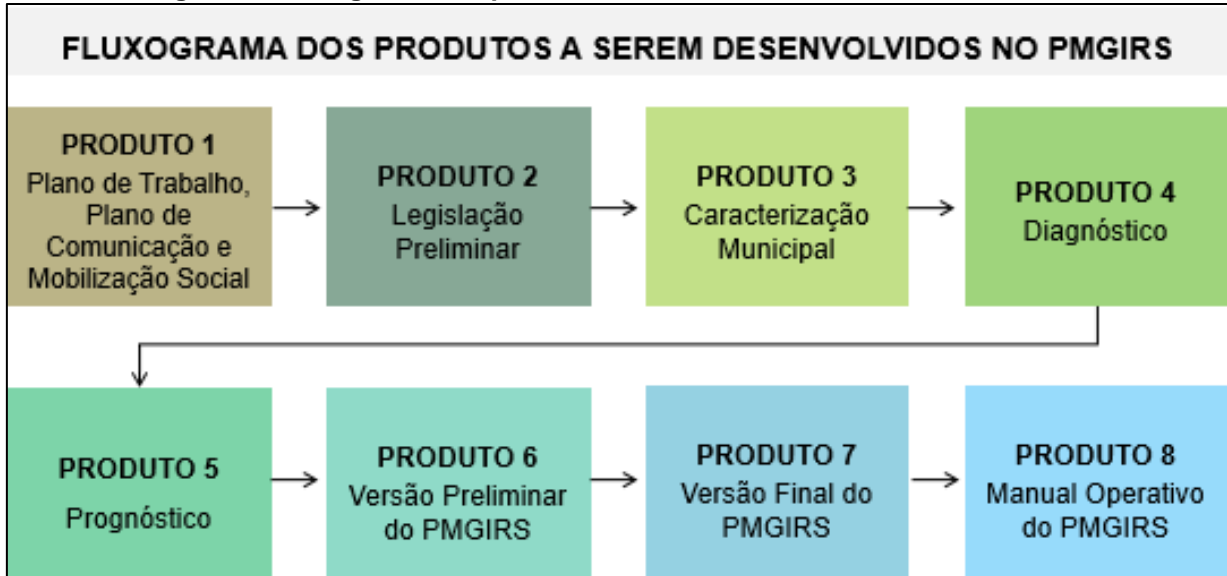 FLUXOGRAMA DOS PRODUTOS A SEREM DESENVOLVIDOS NO PMGIRS
PRODUTO 1
Plano de Trabalho,
Plano de
Comunicação e
Mobilização Social
PRODUTO 2
Legislação
Preliminar
PRODUTO 3
Caracterização
Municipal
PRODUTO 4
Diagnóstico
PRODUTO 5
Prognóstico
PRODUTO 6
Versão Preliminar
do PMGIRS
PRODUTO 7
Versão Final do
PMGIRS
PRODUTO 8
Manual Operativo
do PMGIRS